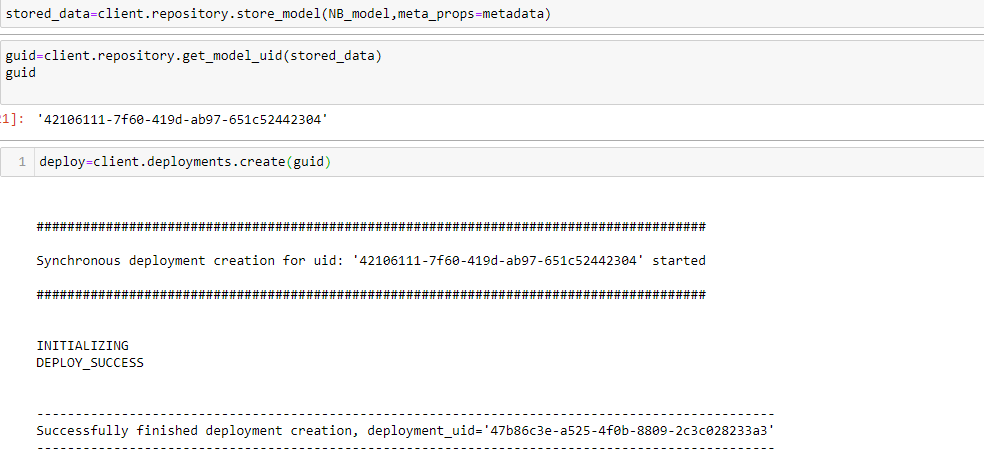 stored_data=client.repository.store_model(NB_model,meta_props=metadata)
guid=client.repository.get_model_uid(stored_data)
guid
1]: '42106111-7f60-419d-ab97-651c52442304'
1 deploy=client.deployments.create(guid)
#######################################################################################
Synchronous deployment creation for uid: '42106111-7f60-419d-ab97-651c52442304' started
#######################################################################################
INITIALIZING
DEPLOY_SUCCESS
------------------------------------------------------------------------------------------------
Successfully finished deployment creation, deployment_uid='47b86c3e-a525-4f0b-8809-2c3c028233a3'
------------------------------------------------------------------------------------------------